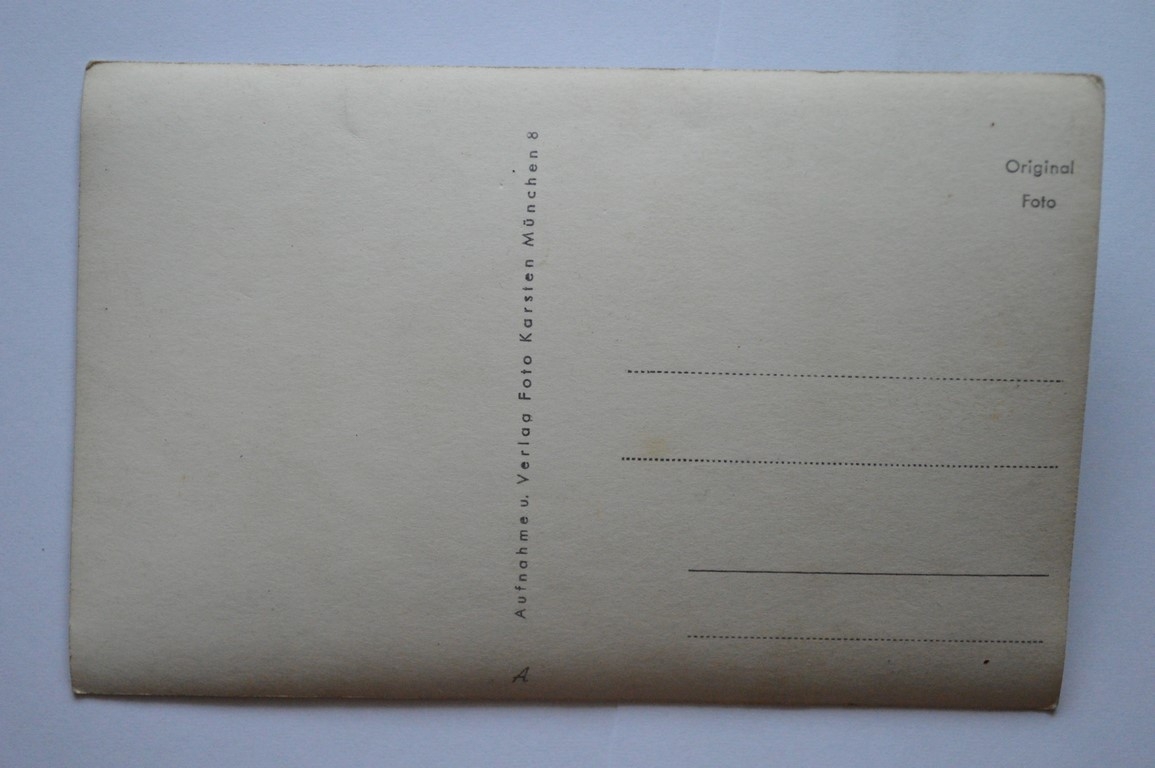 Original
Foto
Aufnahme u. Verlag Foto Karsten München 8